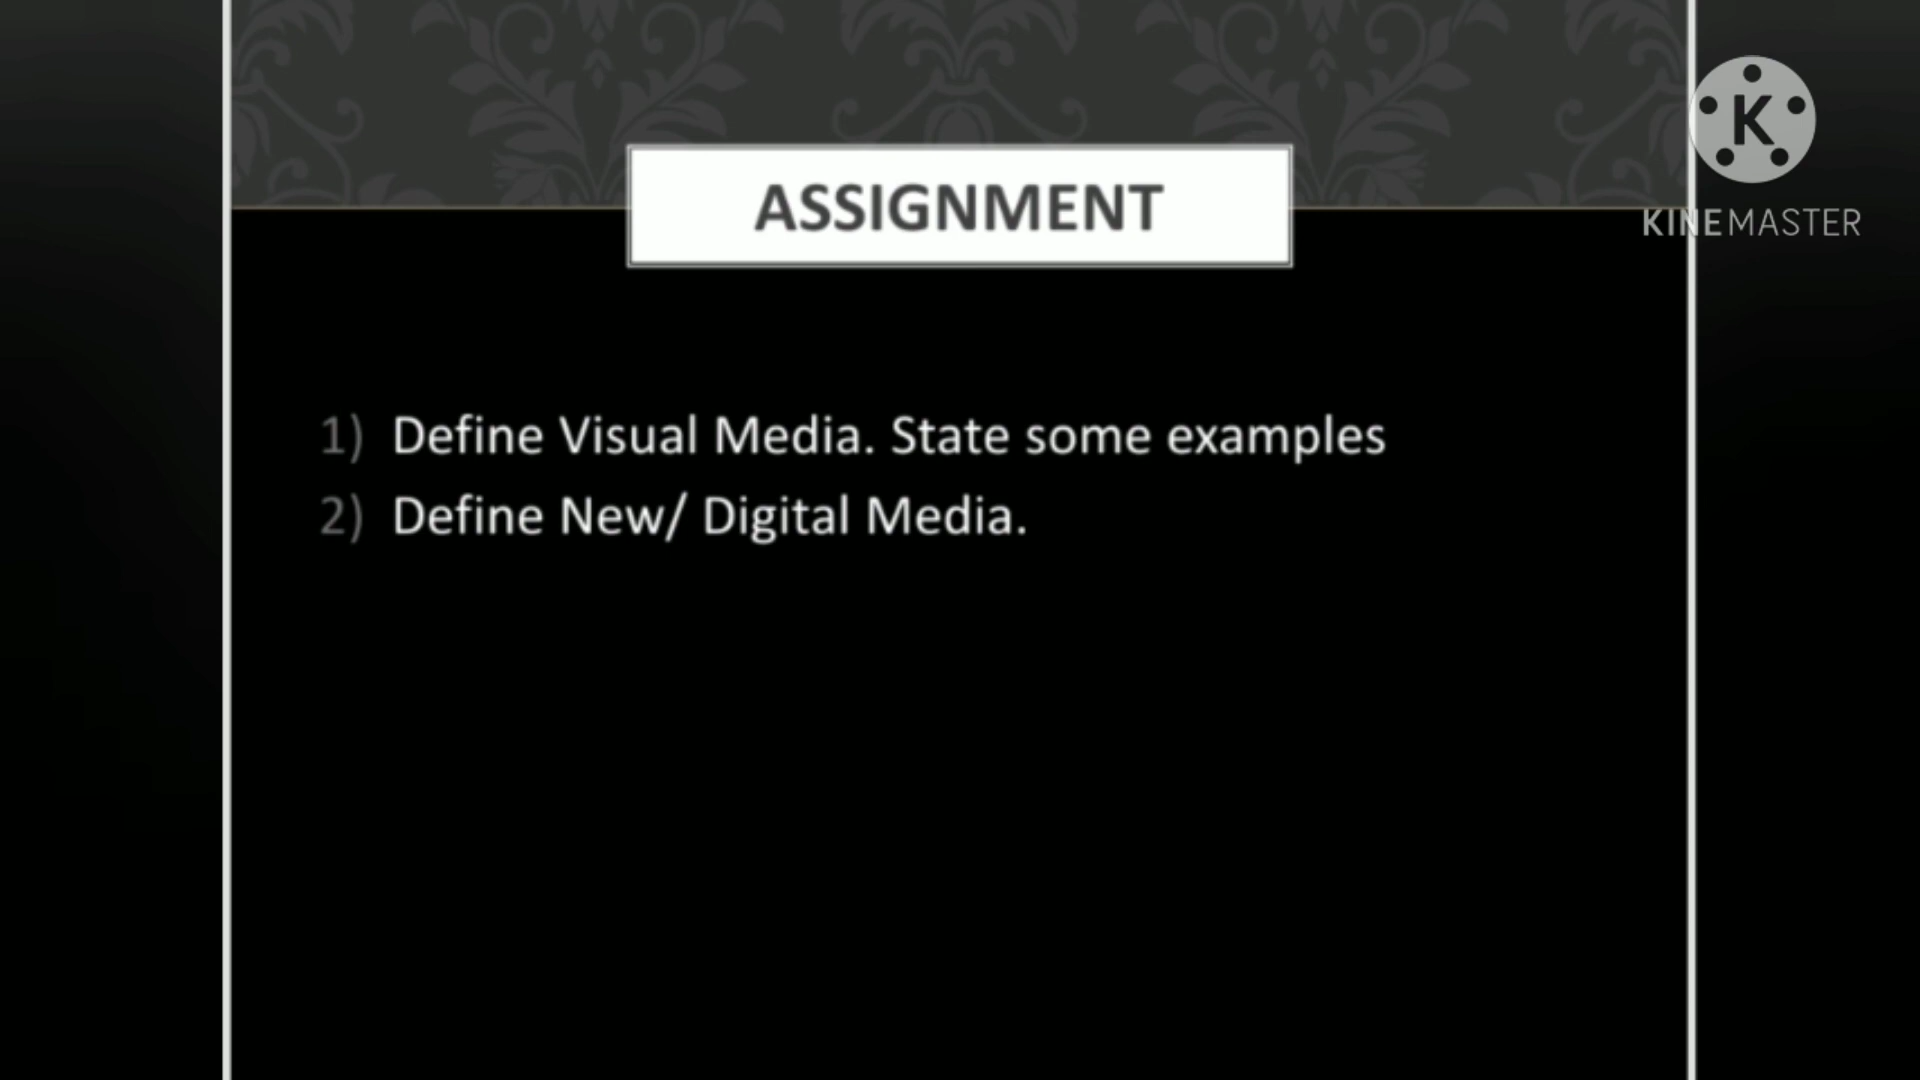 ASSIGNMENT
K
KINEMASTER
1) Define Visual Media. State some examples
2) Define New/ Digital Media.